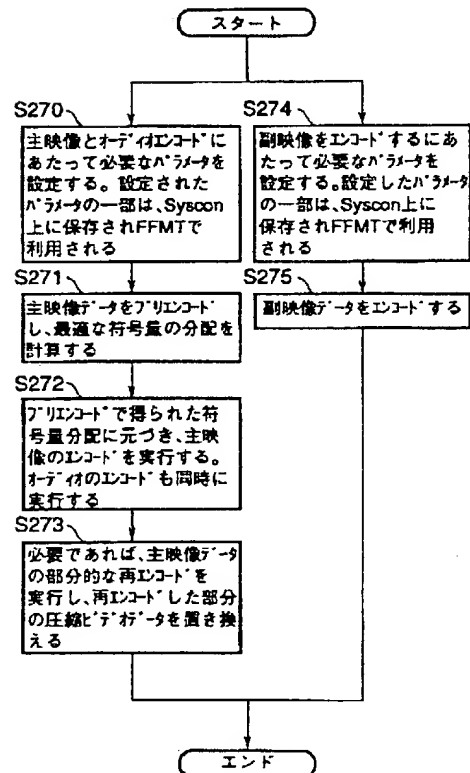 スタート
S270
主映像とオーディオエンコードに
あたって必要なパラメータを
設定する。設定された
パラメータの一部は、Syscon
上に保存されFFMTで
利用される
S271
主映像データをプリエンコード
し、最適な符号量の分配を
計算する
S272
プリエンコードで得られた符
号量分配に元づき、主映
像のエンコードを実行する。
オーディオのエンコードも同時に
実行する
S273
必要であれば、主映像データ
の部分的な再エンコードを
実行し、再エンコードした部分
の圧縮ビデオデータを置き換
える
S274
副映像をエンコードするにあ
たって必要なパラメータを
設定する。設定したパラメータ
の一部は、Syscon上に
保存されFFMTで利用
される
S275
副映像データをエンコードする
エンド